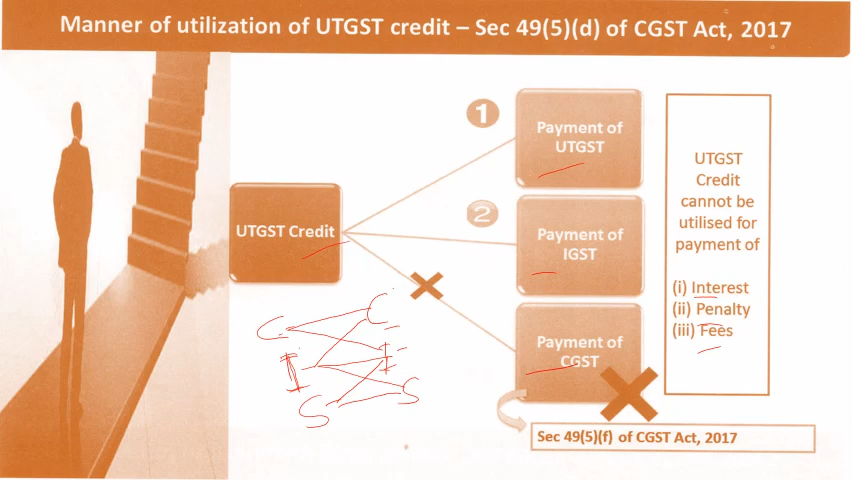 Manner of utilization of UTGST credit – Sec 49(5)(d) of CGST Act, 2017
1
Payment of
UTGST
UTGST Credit
2
Payment of
IGST
Payment of
CGST
UTGST
Credit
cannot be
utilised for
payment of
(i) Interest
(ii) Penalty
(iii) Fees
C C
I I
S S
Sec 49(5)(f) of CGST Act, 2017